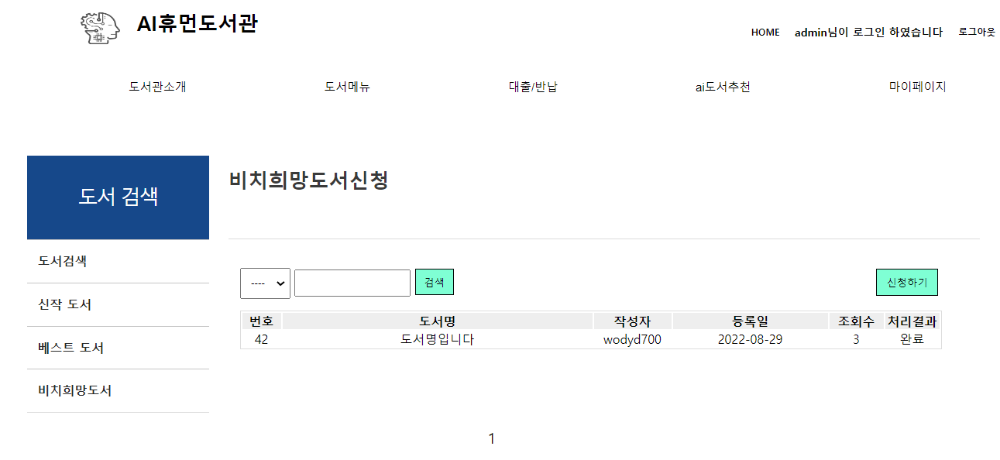 AI휴먼도서관
HOME admin님이 로그인 하였습니다 로그아웃
도서관소개 도서메뉴 대출/반납 ai도서추천 마이페이지
도서 검색
도서검색
신작 도서
베스트 도서
비치희망도서
비치희망도서신청
---- 검색 신청하기
번호 도서명 작성자 등록일 조회수 처리결과
42 도서명입니다 wodyd700 2022-08-29 3 완료
1